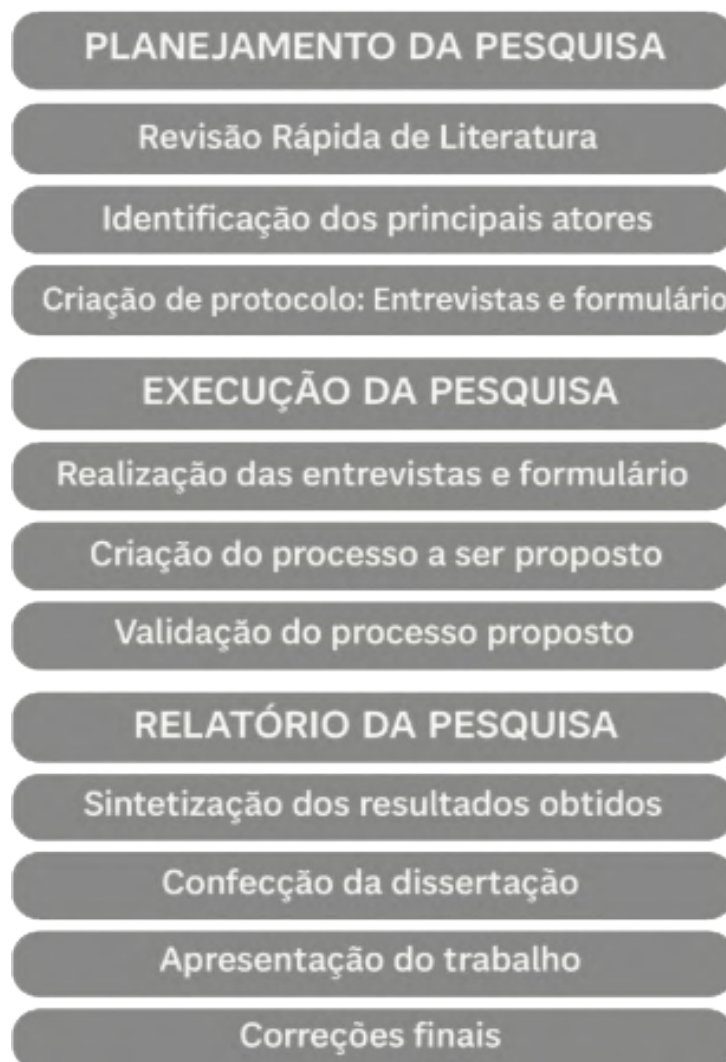 PLANEJAMENTO DA PESQUISA
Revisão Rápida de Literatura
Identificação dos principais atores
Criação de protocolo: Entrevistas e formulário
EXECUÇÃO DA PESQUISA
Realização das entrevistas e formulário
Criação do processo a ser proposto
Validação do processo proposto
RELATÓRIO DA PESQUISA
Sintetização dos resultados obtidos
Confecção da dissertação
Apresentação do trabalho
Correções finais